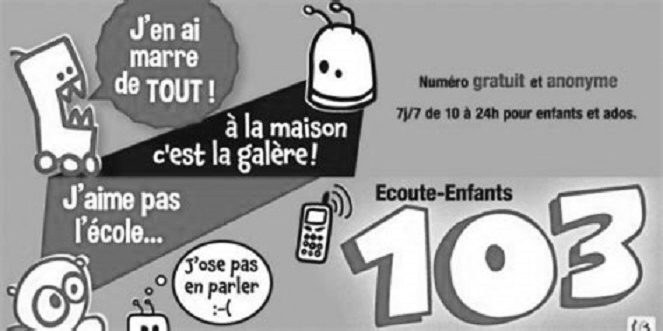 J'en ai
marre
de TOUT !
à la maison
c'est la galère !
Numéro gratuit et anonyme
7j/7 de 10 à 24h pour enfants et ados.
J'aime pas
l'école...
J'ose pas
en parler
:-(
Ecoute-Enfants
103